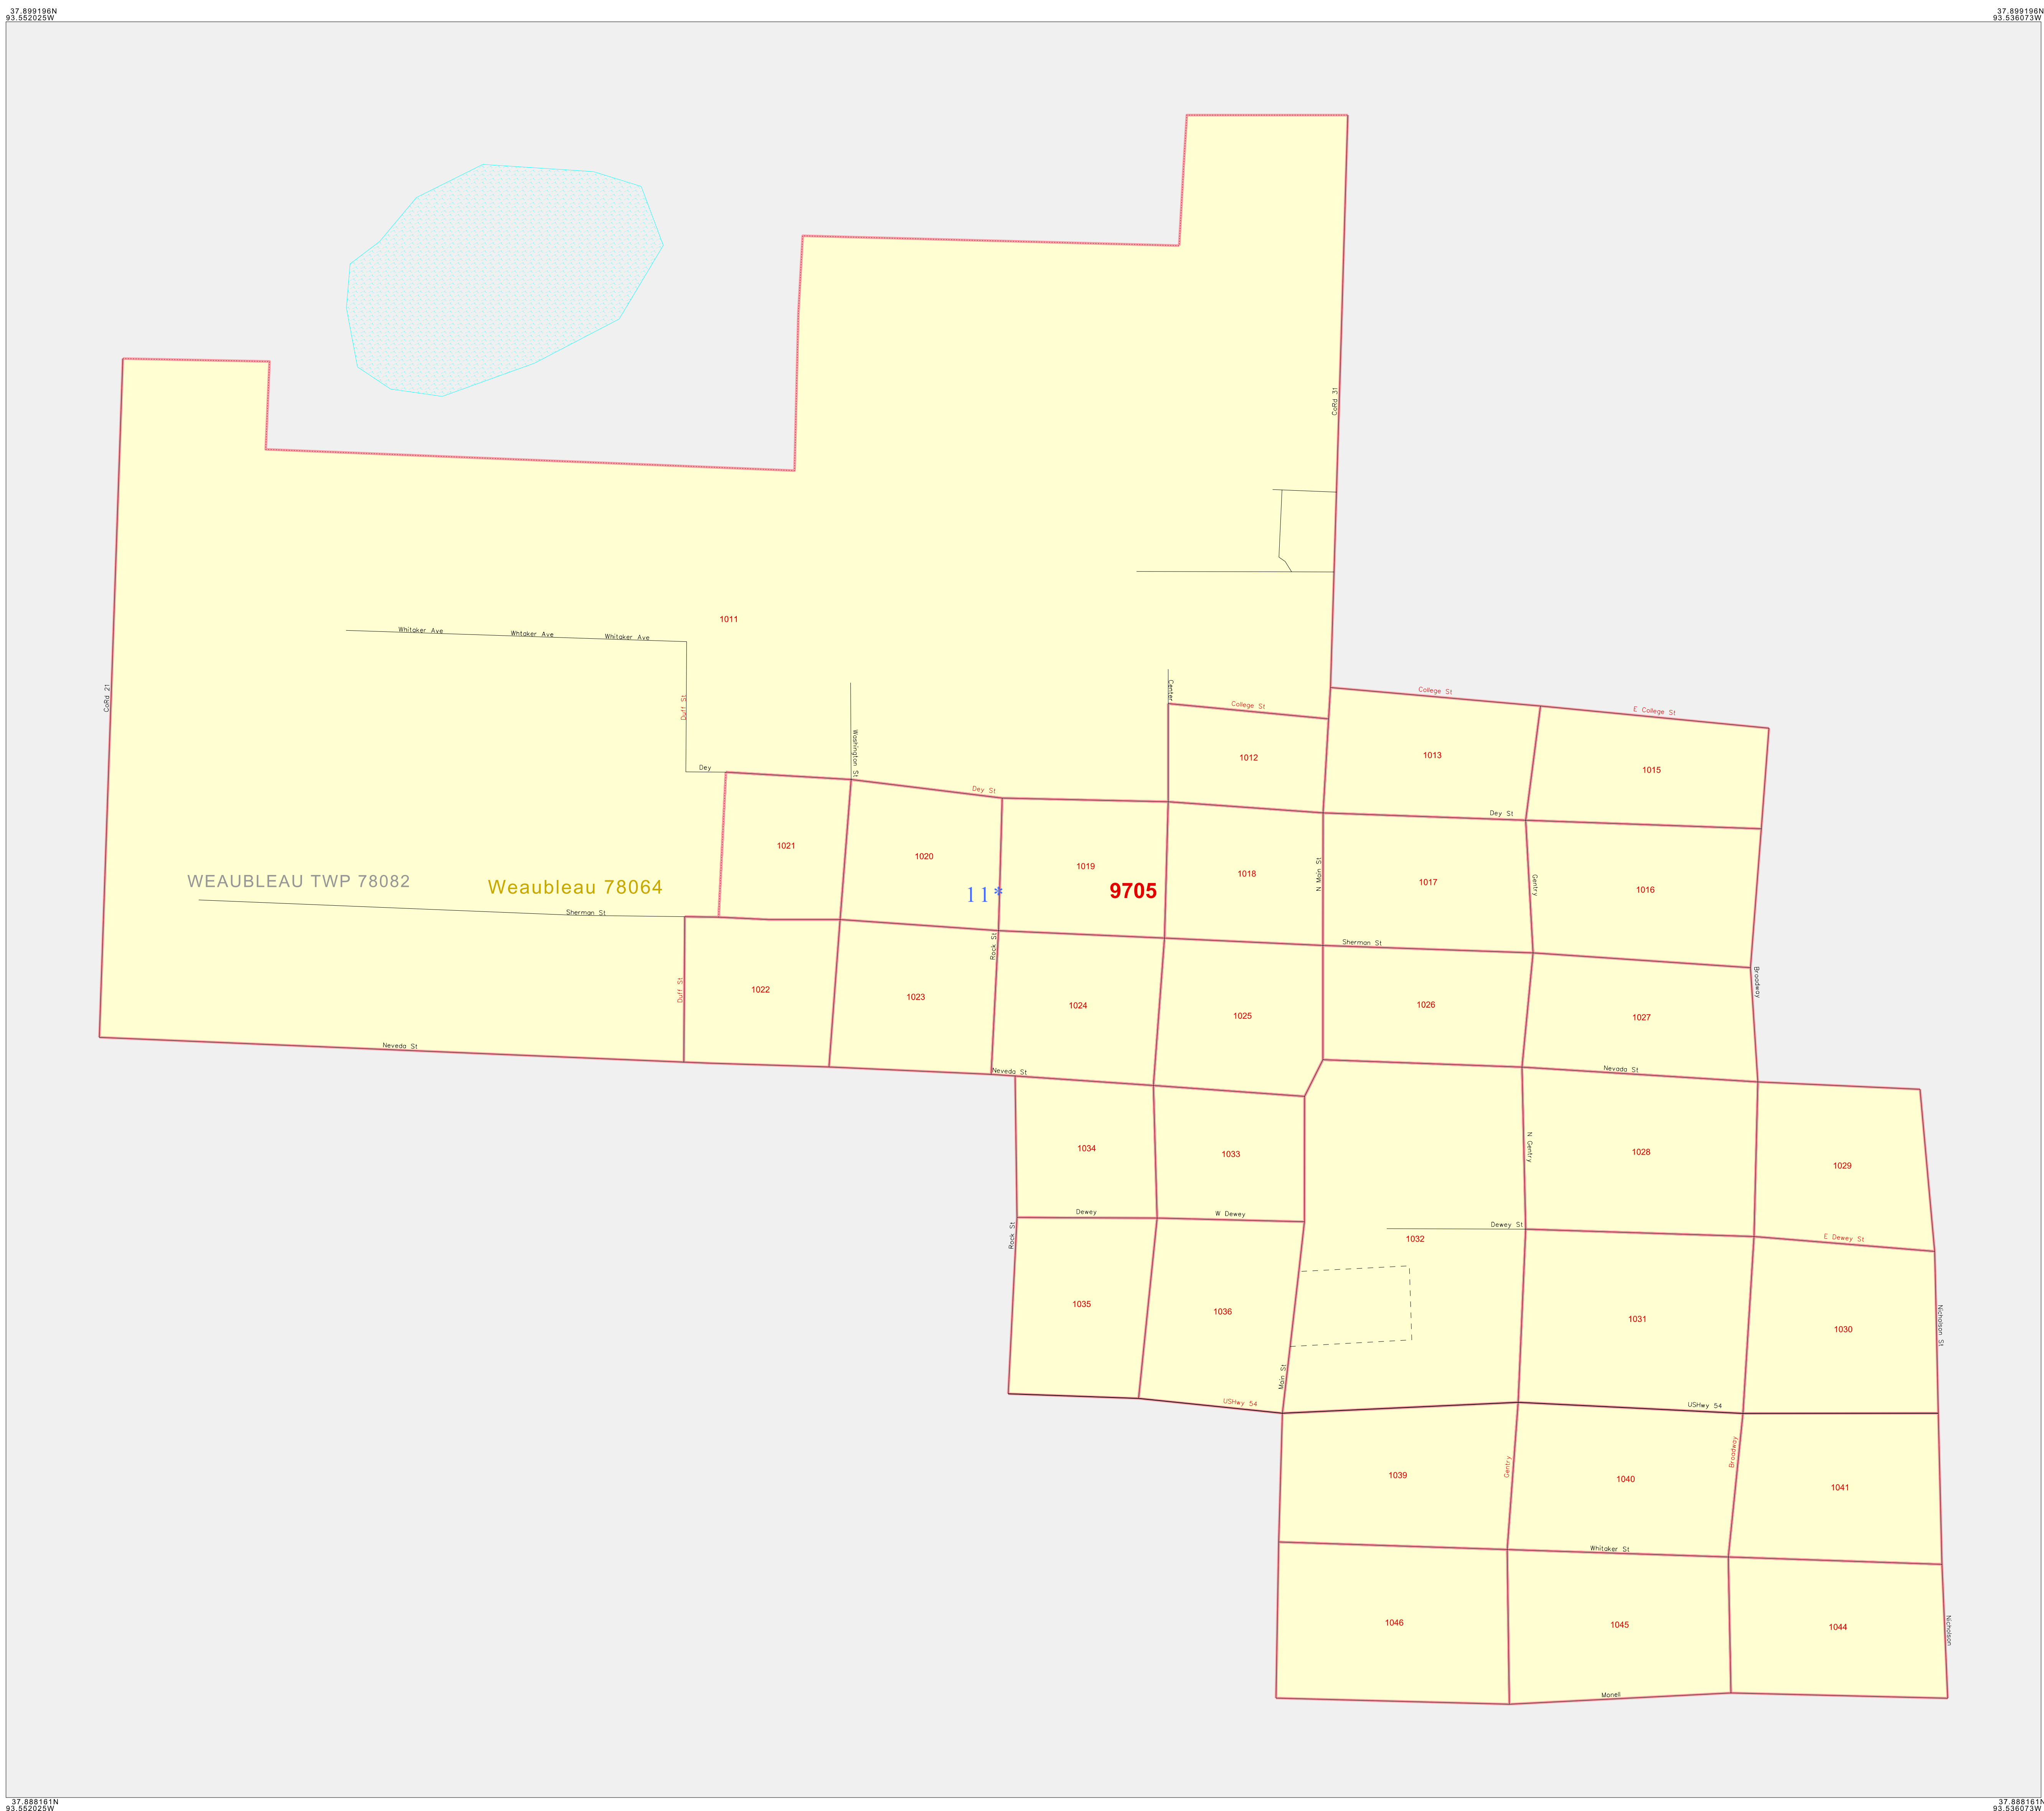 37.899196N
93.552025W
37.899196N
93.536073W
CoRd 31
1011
Whitaker Ave
Whtaker Ave
Whitaker Ave
CoRd 21
Duff St
Center
College St
College St
E College St
Washington St
Dey
1012
1013
1015
Dey St
Dey St
1021
1020
1019
1018
N Main St
1017
Gentry
1016
WEAUBLEAU TWP 78082
Weaubleau 78064
11*
9705
Sherman St
Rock St
Sherman St
Broadway
Duff St
1022
1023
1024
1025
1026
1027
Nevada St
Nevada St
Nevada St
1034
1033
N Gentry
1028
1029
Dewey
W Dewey
Rock St
Dewey St
1032
E Dewey St
1035
1036
1031
1030
Nicholson St
Main St
USHwy 54
USHwy 54
Gentry
Broadway
1039
1040
1041
Whitaker St
1046
1045
1044
Nicholson
Monell
37.888161N
93.552025W
37.888161N
93.536073W